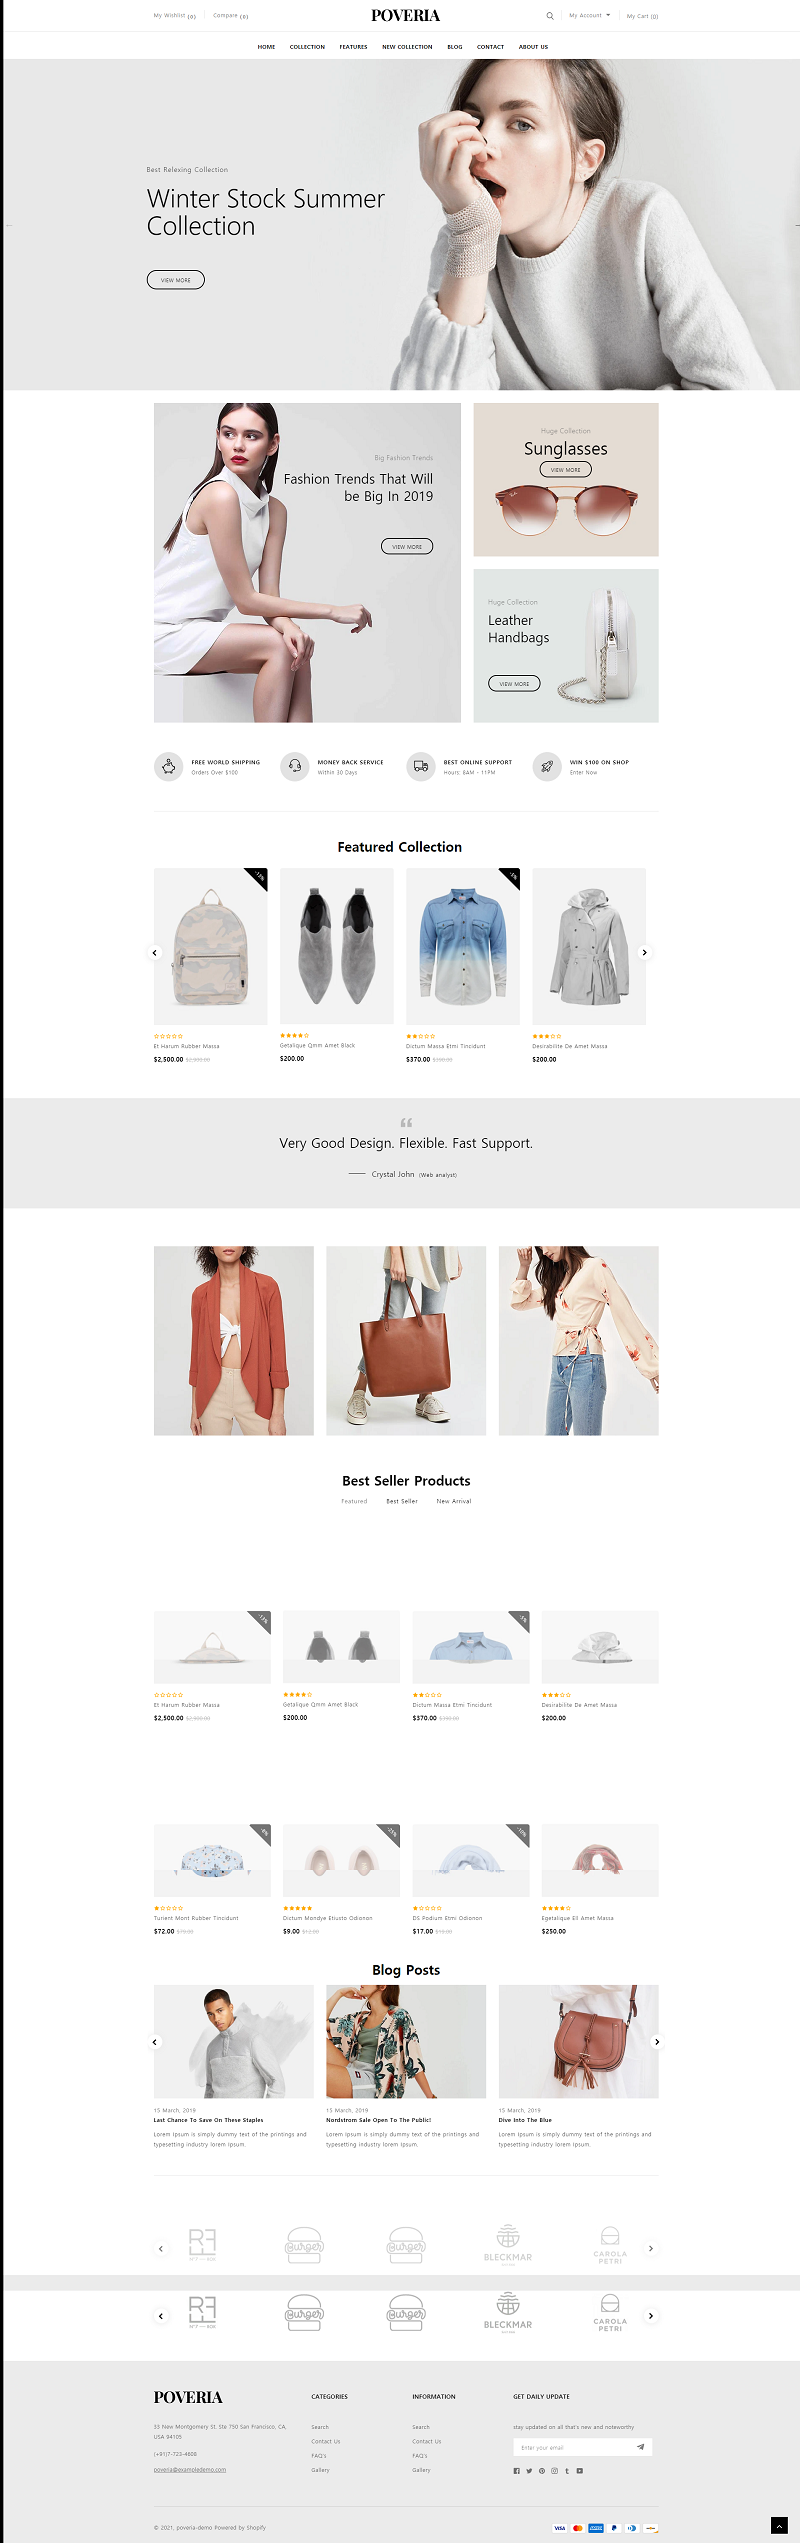 My Wishlist (0)
Compare (0)
POVERIA
My Account
My Cart (0)
HOME
COLLECTION
FEATURES
NEW COLLECTION
BLOG
CONTACT
ABOUT US
Best Relexing Collection
Winter Stock Summer
Collection
VIEW MORE
Big Fashion Trends
Fashion Trends That Will
be Big In 2019
VIEW MORE
Huge Collection
Sunglasses
VIEW MORE
Huge Collection
Leather
Handbags
VIEW MORE
FREE WORLD SHIPPING
Orders Over $100
MONEY BACK SERVICE
Within 30 Days
BEST ONLINE SUPPORT
Hours: 8AM - 11PM
WIN $100 ON SHOP
Enter Now
Featured Collection
-13%
-5%
Et Harum Rubber Massa
$2,500.00 $2,900.00
Getalique Qmm Amet Black
$200.00
Dictum Massa Etmi Tincidunt
$370.00 $390.00
Desirabilite De Amet Massa
$200.00
Very Good Design. Flexible. Fast Support.
Crystal John (Web analyst)
Best Seller Products
Featured
Best Seller
New Arrival
-13%
-5%
Et Harum Rubber Massa
$2,500.00 $2,900.00
Getalique Qmm Amet Black
$200.00
Dictum Massa Etmi Tincidunt
$370.00 $390.00
Desirabilite De Amet Massa
$200.00
-25%
-10%
Turient Mont Rubber Tincidunt
$72.00
Dictum Mondye Etiusto Odionon
$9.00 $12.00
DS Podium Etmi Odionon
$17.00
Egetalique Ell Amet Massa
$250.00
Blog Posts
15 March, 2019
Last Chance To Save On These Staples
Lorem Ipsum is simply dummy text of the printings and
typesetting industry lorem Ipsum.
15 March, 2019
Nordstrom Sale Open To The Public!
Lorem Ipsum is simply dummy text of the printings and
typesetting industry lorem Ipsum.
15 March, 2019
Dive Into The Blue
Lorem Ipsum is simply dummy text of the printings and
typesetting industry lorem Ipsum.
Burger
Burger
BLECKMAR
CAROLA
PETRI
Burger
Burger
BLECKMAR
CAROLA
PETRI
POVERIA
33 New Montgomery St. Ste 750 San Francisco, CA,
USA 94105
(+91)7-723-4608
poveria@exampledemo.com
CATEGORIES
Search
Contact Us
FAQ's
Gallery
INFORMATION
Search
Contact Us
FAQ's
Gallery
GET DAILY UPDATE
stay updated on all that's new and noteworthy
Enter your email
© 2021, poveria-demo Powered by Shopify
VISA